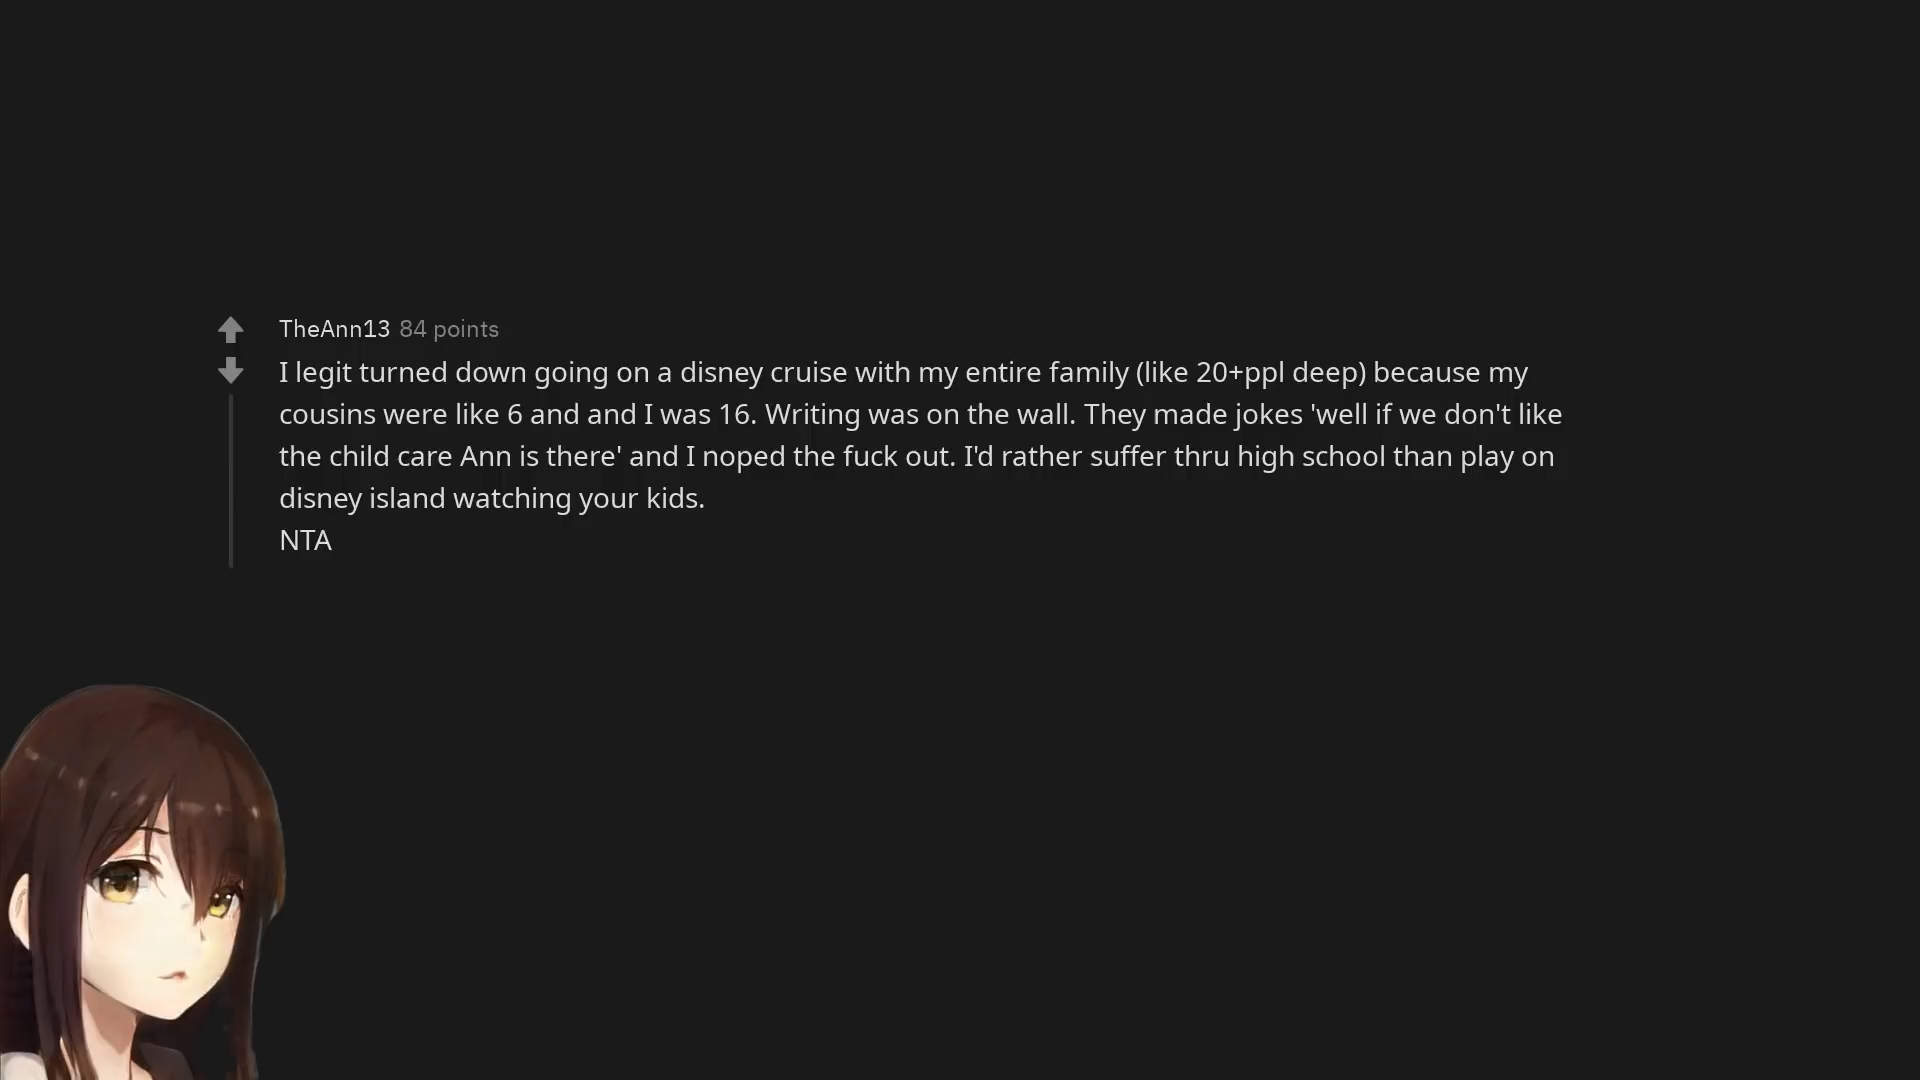 TheAnn13 84 points
I legit turned down going on a disney cruise with my entire family (like 20+ppl deep) because my
cousins were like 6 and and I was 16. Writing was on the wall. They made jokes 'well if we don't like
the child care Ann is there' and I noped the fuck out. I'd rather suffer thru high school than play on
disney island watching your kids.
NTA